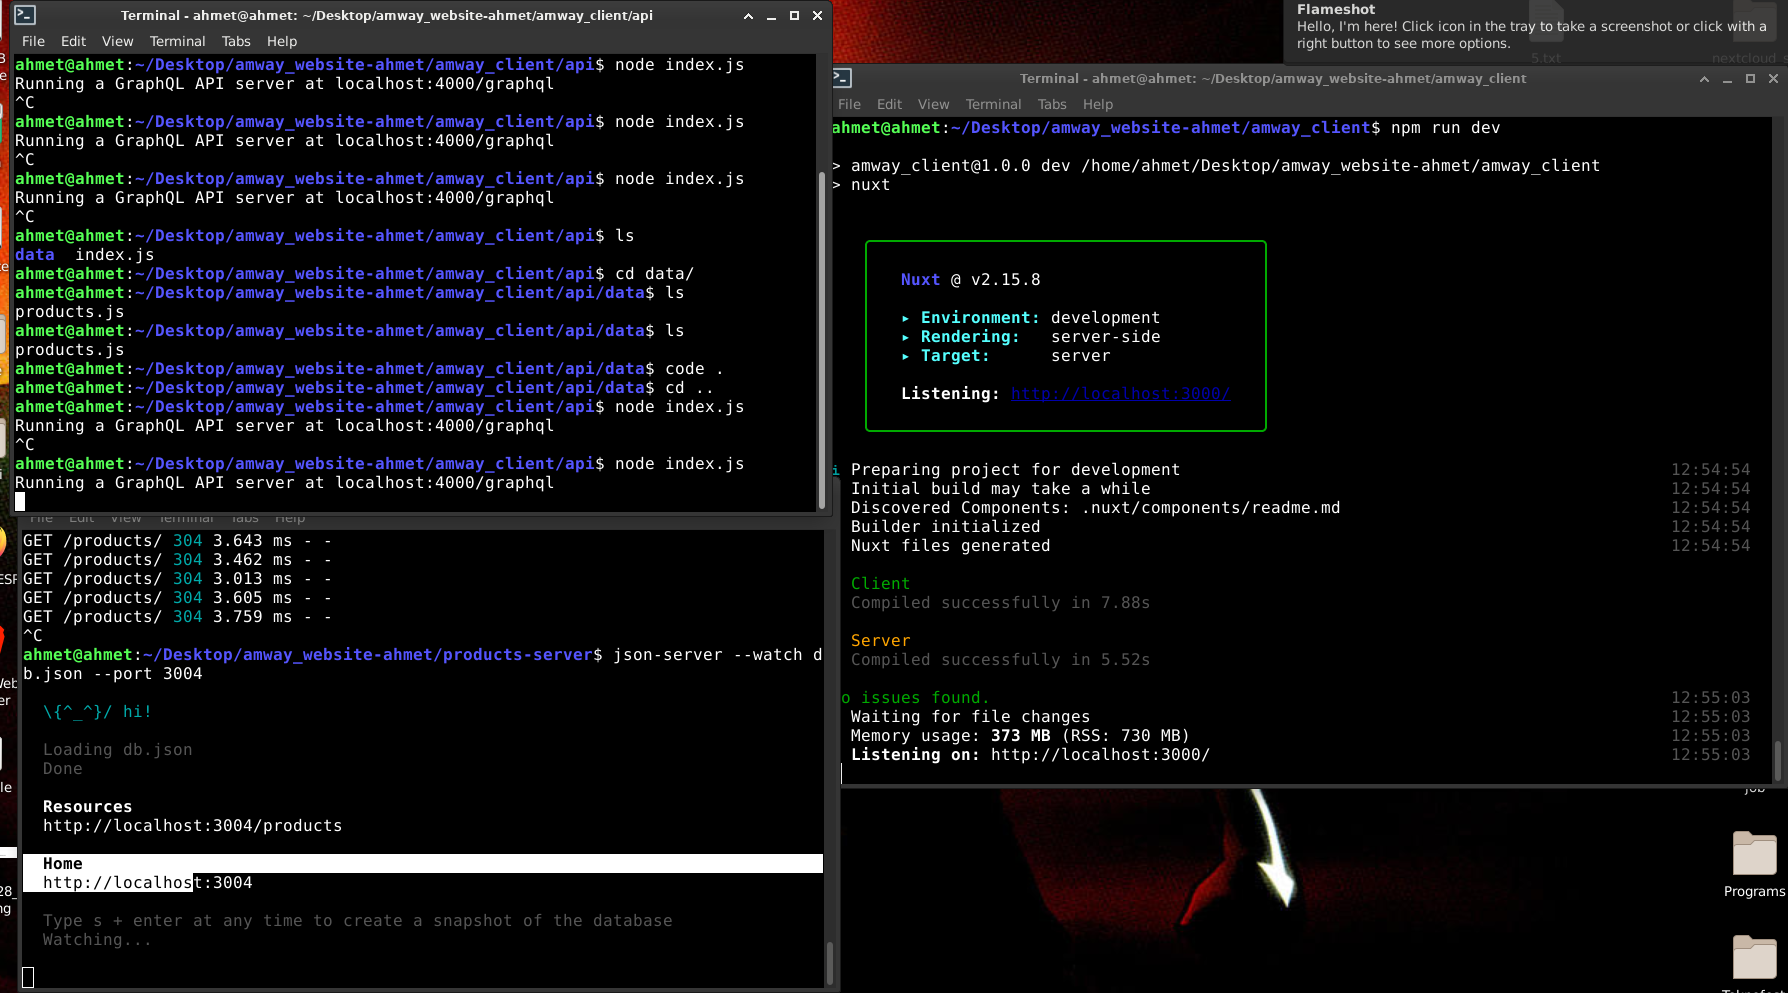 Terminal - ahmet@ahmet: ~/Desktop/amway_website-ahmet/amway_client/api
File Edit View Terminal Tabs Help
ahmet@ahmet:~/Desktop/amway_website-ahmet/amway_client/api$ node index.js
Running a GraphQL API server at localhost:4000/graphql
^C
ahmet@ahmet:~/Desktop/amway_website-ahmet/amway_client/api$ node index.js
Running a GraphQL API server at localhost:4000/graphql
^C
ahmet@ahmet:~/Desktop/amway_website-ahmet/amway_client/api$ node index.js
Running a GraphQL API server at localhost:4000/graphql
^C
ahmet@ahmet:~/Desktop/amway_website-ahmet/amway_client/api$ ls
data  index.js
ahmet@ahmet:~/Desktop/amway_website-ahmet/amway_client/api$ cd data/
ahmet@ahmet:~/Desktop/amway_website-ahmet/amway_client/api/data$ ls
products.js
ahmet@ahmet:~/Desktop/amway_website-ahmet/amway_client/api/data$ ls
products.js
ahmet@ahmet:~/Desktop/amway_website-ahmet/amway_client/api/data$ code .
ahmet@ahmet:~/Desktop/amway_website-ahmet/amway_client/api/data$ cd ..
ahmet@ahmet:~/Desktop/amway_website-ahmet/amway_client/api$ node index.js
Running a GraphQL API server at localhost:4000/graphql
^C
ahmet@ahmet:~/Desktop/amway_website-ahmet/amway_client/api$ node index.js
Running a GraphQL API server at localhost:4000/graphql
File Edit View Terminal Tabs Help
GET /products/ 304 3.643 ms - -
GET /products/ 304 3.462 ms - -
GET /products/ 304 3.013 ms - -
GET /products/ 304 3.605 ms - -
GET /products/ 304 3.759 ms - -
^C
ahmet@ahmet:~/Desktop/amway_website-ahmet/products-server$ json-server --watch d
b.json --port 3004
\{^_^}/ hi!
Loading db.json
Done
Resources
http://localhost:3004/products
Home
http://localhost:3004
Type s + enter at any time to create a snapshot of the database
Watching...
Flameshot
Hello, I'm here! Click icon in the tray to take a screenshot or click with a
right button to see more options.
5.txt
nextcloud
Terminal - ahmet@ahmet: ~/Desktop/amway_website-ahmet/amway_client
File Edit View Terminal Tabs Help
ahmet@ahmet:~/Desktop/amway_website-ahmet/amway_client$ npm run dev
> amway_client@1.0.0 dev /home/ahmet/Desktop/amway_website-ahmet/amway_client
> nuxt
Nuxt @ v2.15.8
▸ Environment: development
▸ Rendering:   server-side
▸ Target:      server
Listening: http://localhost:3000/
i Preparing project for development 12:54:54
Initial build may take a while 12:54:54
Discovered Components: .nuxt/components/readme.md 12:54:54
Builder initialized 12:54:54
Nuxt files generated 12:54:54
Client
Compiled successfully in 7.88s
Server
Compiled successfully in 5.52s
o issues found. 12:55:03
Waiting for file changes 12:55:03
Memory usage: 373 MB (RSS: 730 MB) 12:55:03
Listening on: http://localhost:3000/ 12:55:03
job
Programs